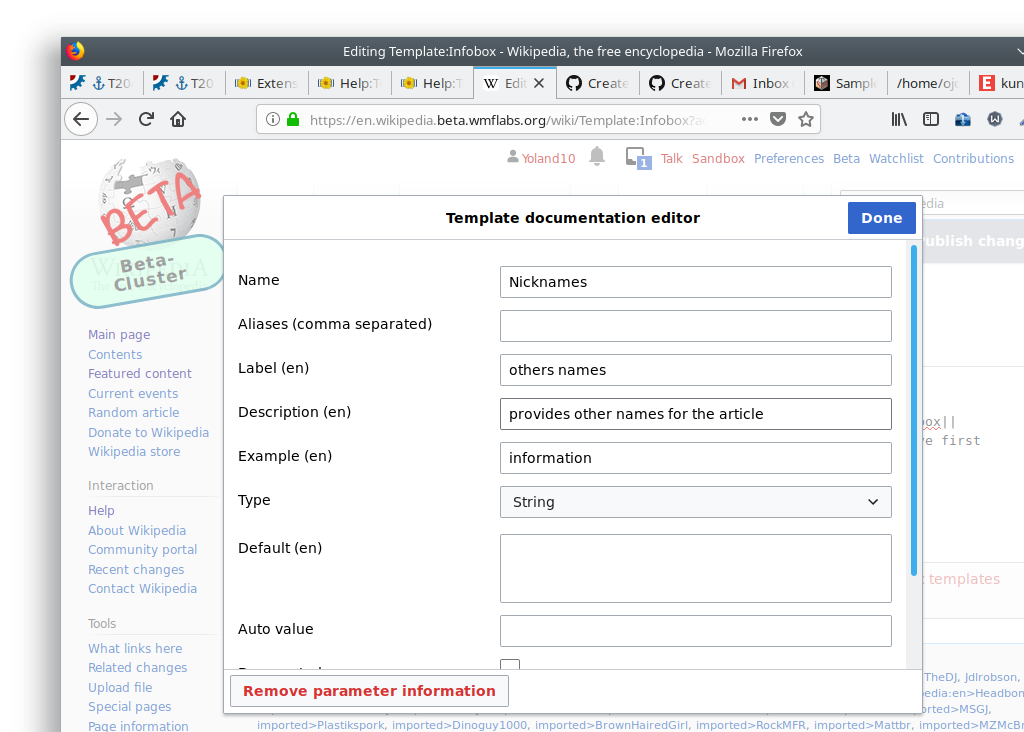 Editing Template:Infobox - Wikipedia, the free encyclopedia - Mozilla Firefox
T20 T20 Extens Help:T Help:T Edit Create Create Inbox Sampl /home/ojo kun
https://en.wikipedia.beta.wmflabs.org/wiki/Template:Infobox?a
Yoland10 1 Talk Sandbox Preferences Beta Watchlist Contributions
BETA
Beta-
Cluster
Template documentation editor
Done
ublish chang
Name
Nicknames
Aliases (comma separated)
Label (en)
others names
Description (en)
provides other names for the article
Example (en)
information
Type
String
Default (en)
Auto value
Remove parameter information
Main page
Contents
Featured content
Current events
Random article
Donate to Wikipedia
Wikipedia store
Interaction
Help
About Wikipedia
Community portal
Recent changes
Contact Wikipedia
Tools
What links here
Related changes
Upload file
Special pages
Page information
box||
e first
templates
TheDJ, Jdlrobson,
pedia:en>Headbon
orted>MSGJ,
imported>Plastikspork, imported>Dinoguy1000, imported>BrownHairedGirl, imported>RockMFR, imported>Mattbr, imported>MZMcBr